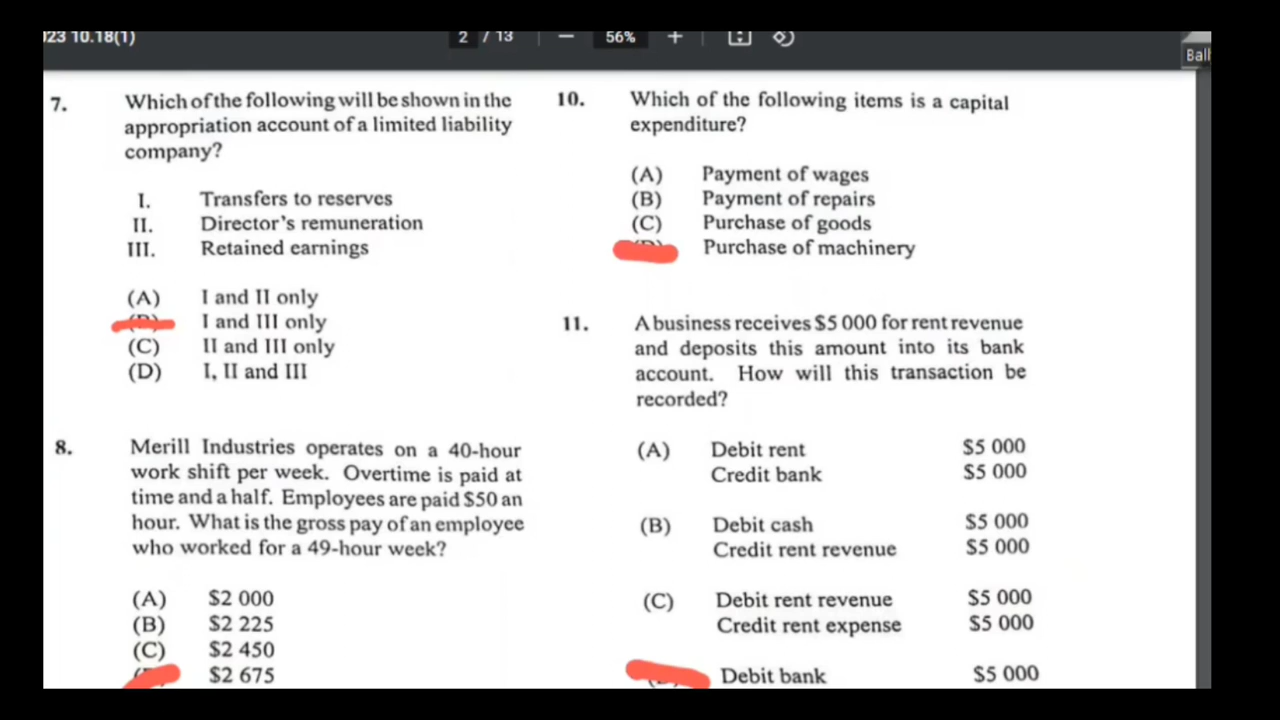 023 10.18(1)
2 / 13
56%
Ball
7. Which of the following will be shown in the
appropriation account of a limited liability
company?
I. Transfers to reserves
II. Director's remuneration
III. Retained earnings
(A) I and II only
I and III only
(C) II and III only
(D) I, II and III
8. Merill Industries operates on a 40-hour
work shift per week. Overtime is paid at
time and a half. Employees are paid $50 an
hour. What is the gross pay of an employee
who worked for a 49-hour week?
(A) $2 000
(B) $2 225
(C) $2 450
$2 675
10. Which of the following items is a capital
expenditure?
(A) Payment of wages
(B) Payment of repairs
(C) Purchase of goods
Purchase of machinery
11. A business receives $5 000 for rent revenue
and deposits this amount into its bank
account. How will this transaction be
recorded?
(A) Debit rent $5 000
Credit bank $5 000
(B) Debit cash $5 000
Credit rent revenue $5 000
(C) Debit rent revenue $5 000
Credit rent expense $5 000
Debit bank $5 000